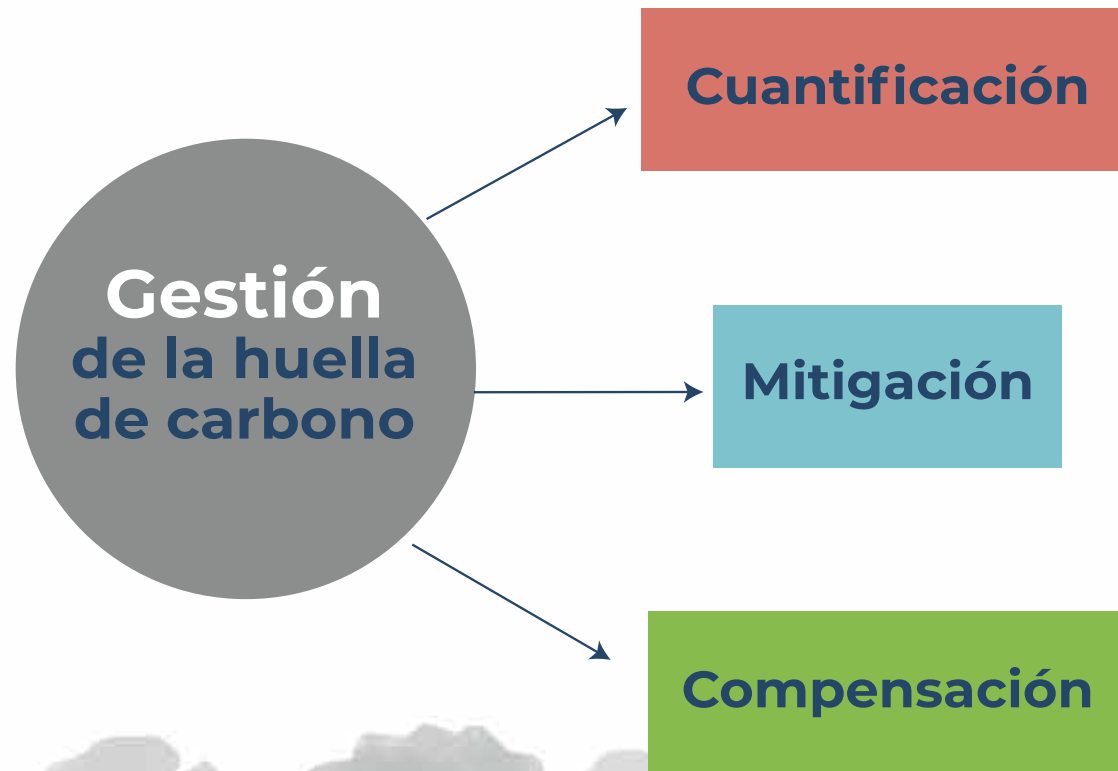 Cuantificación
Gestión
de la huella
de carbono
Mitigación
Compensación